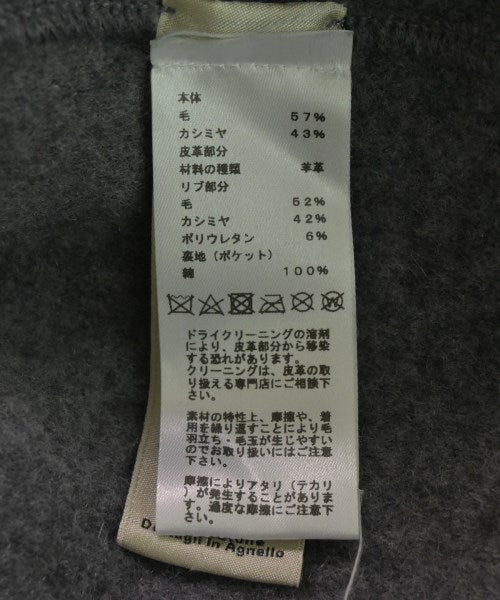 本体
毛 57%
カシミヤ 43%
皮革部分
材料の種類 羊革
リブ部分
毛 52%
カシミヤ 42%
ポリウレタン 6%
裏地(ポケット)
綿 100%
ドライクリーニングの溶剤
により、皮革部分から移染
する恐れがあります。
クリーニングは、皮革の取
り扱える専門店にご相談下
さい。
素材の特性上、摩擦や、着
用を繰り返すことにより毛
羽立ち・毛玉が生じやすい
のでお取り扱いにはご注意
下さい。
摩擦によりアタリ(テカリ
)が発生することがありま
す。過度な摩擦にご注意下
さい。
in Agnello